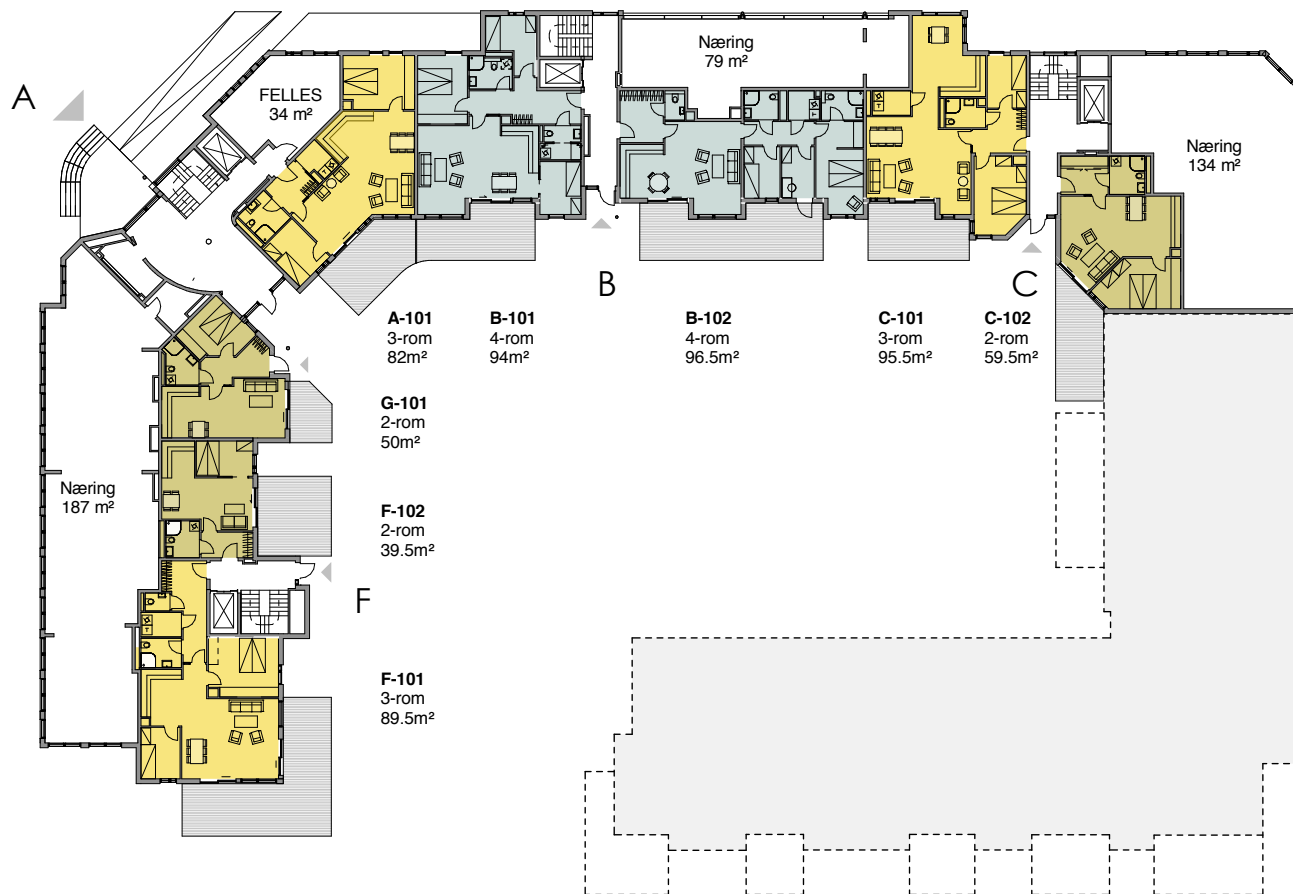 Næring
79 m²
A
FELLES
34 m²
Næring
134 m²
B
C
A-101
3-rom
82m²
B-101
4-rom
94m²
B-102
4-rom
96.5m²
C-101
3-rom
95.5m²
C-102
2-rom
59.5m²
G-101
2-rom
50m²
Næring
187 m²
F-102
2-rom
39.5m²
F
F-101
3-rom
89.5m²